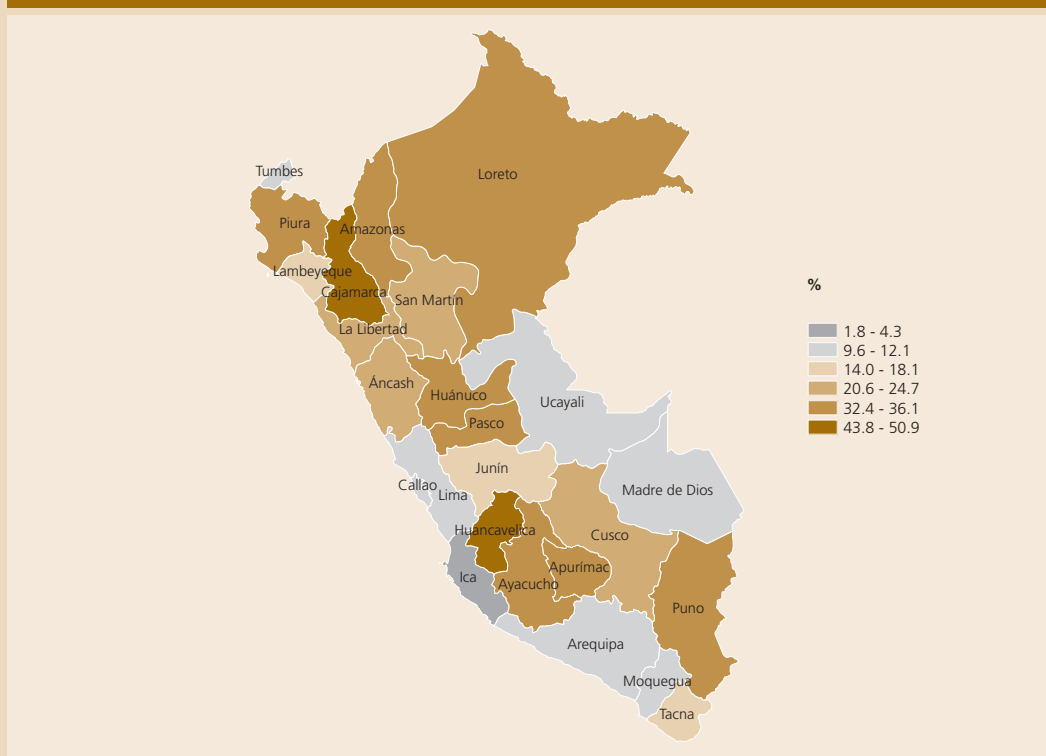 Tumbes
Loreto
Piura
Amazonas
Lambeyeque
Cajamarca
San Martín
La Libertad
Áncash
Huánuco
Ucayali
Pasco
Junín
Callao
Lima
Madre de Dios
Huancavelica
Cusco
Ica
Apurímac
Ayacucho
Puno
Arequipa
Moquegua
Tacna
%
1.8 - 4.3
9.6 - 12.1
14.0 - 18.1
20.6 - 24.7
32.4 - 36.1
43.8 - 50.9